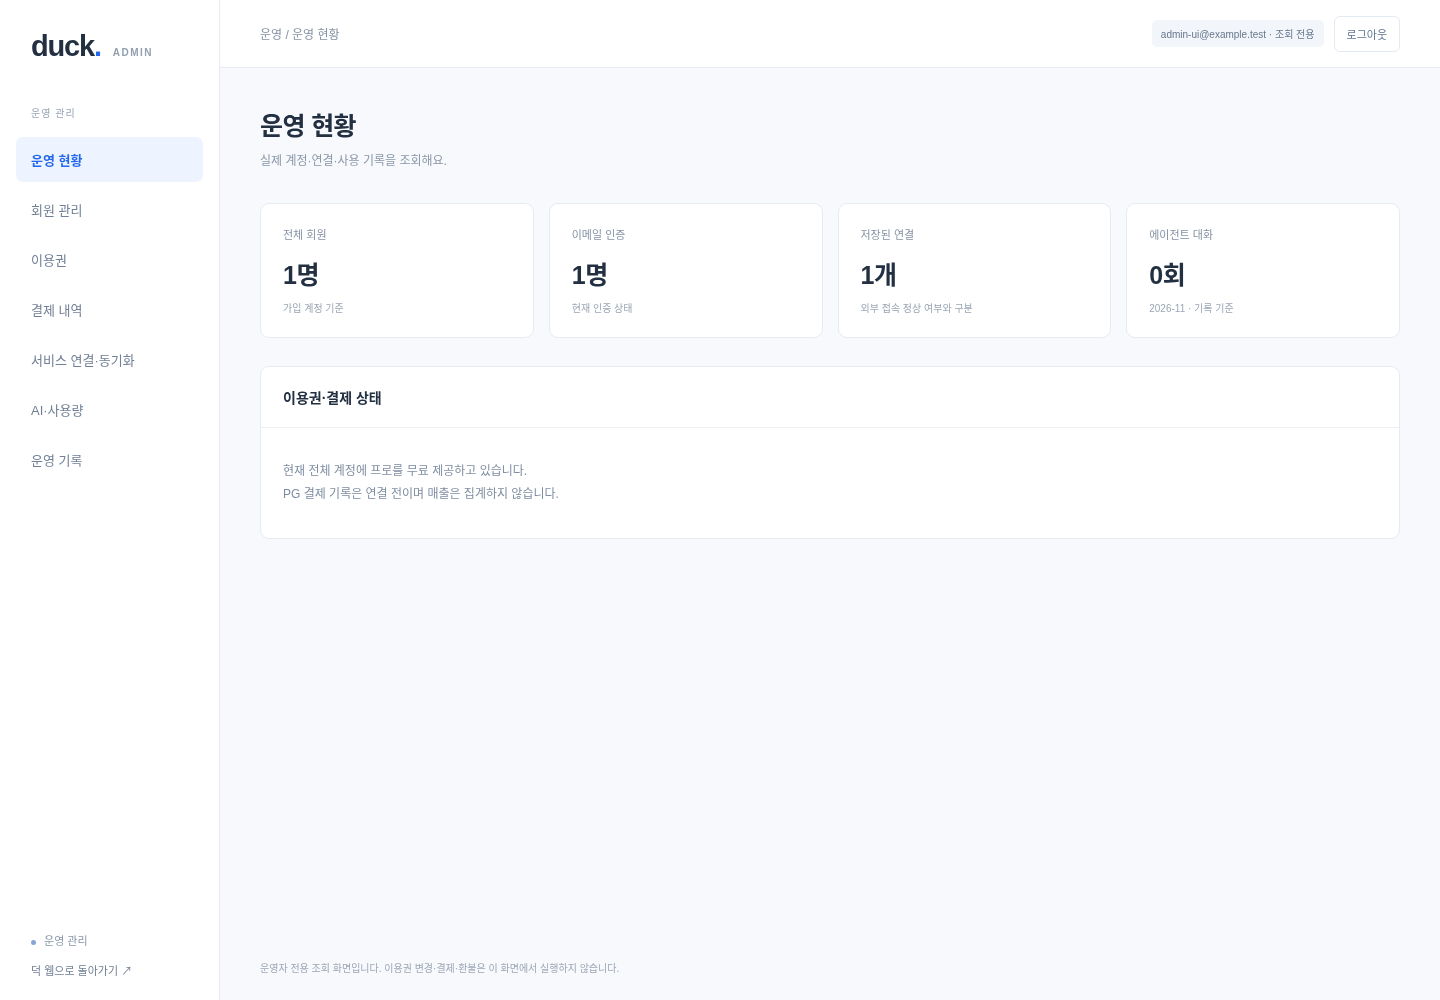 duck. ADMIN
운영 관리
운영 현황
회원 관리
이용권
결제 내역
서비스 연결·동기화
AI·사용량
운영 기록
운영 관리
덕 웹으로 돌아가기 ↗
운영 / 운영 현황
admin-ui@example.test · 조회 전용
로그아웃
운영 현황
실제 계정·연결·사용 기록을 조회해요.
전체 회원
1명
가입 계정 기준
이메일 인증
1명
현재 인증 상태
저장된 연결
1개
외부 접속 정상 여부와 구분
에이전트 대화
0회
2026-11 · 기록 기준
이용권·결제 상태
현재 전체 계정에 프로를 무료 제공하고 있습니다.
PG 결제 기록은 연결 전이며 매출은 집계하지 않습니다.
운영자 전용 조회 화면입니다. 이용권 변경·결제·환불은 이 화면에서 실행하지 않습니다.